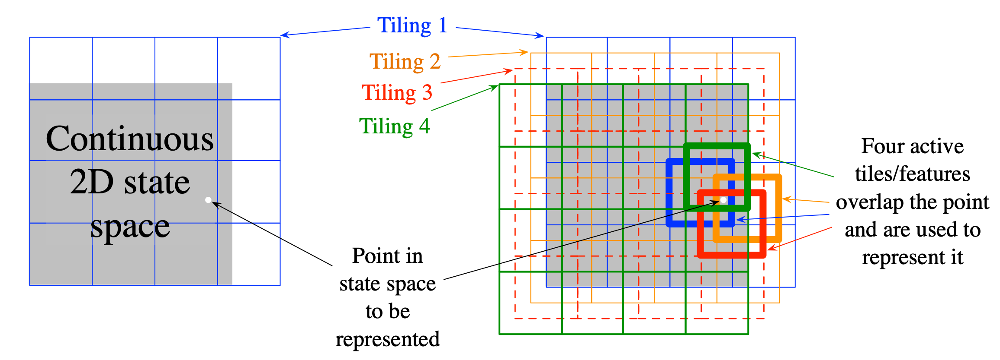 Continuous
2D state
space
Tiling 1
Tiling 2
Tiling 3
Tiling 4
Point in
state space
to be
represented
Four active
tiles/features
overlap the point
and are used to
represent it